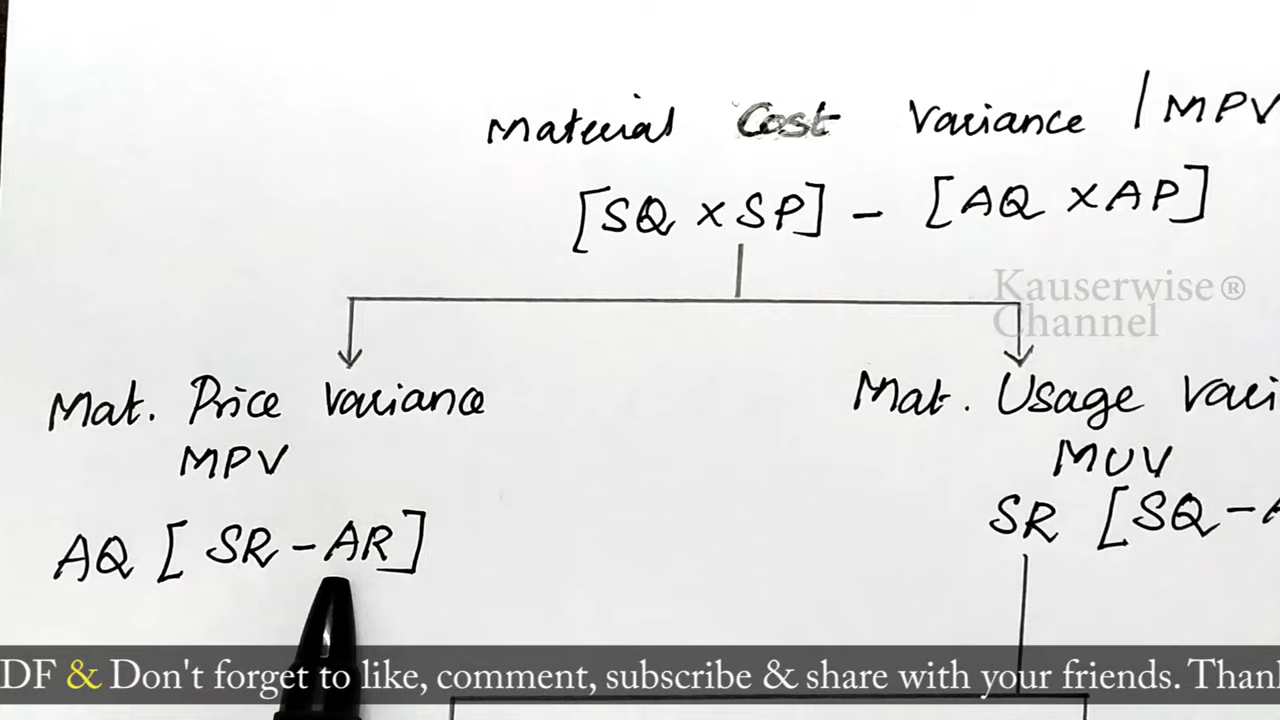 Material Cost Variance / MPV
[SQ × SP] - [AQ × AP]
Kauserwise®
Channel
Mat. Price Variance
MPV
AQ [ SR - AR]
Mat. Usage Vari
MUV
SR [SQ - A
DF & Don't forget to like, comment, subscribe & share with your friends. Thank